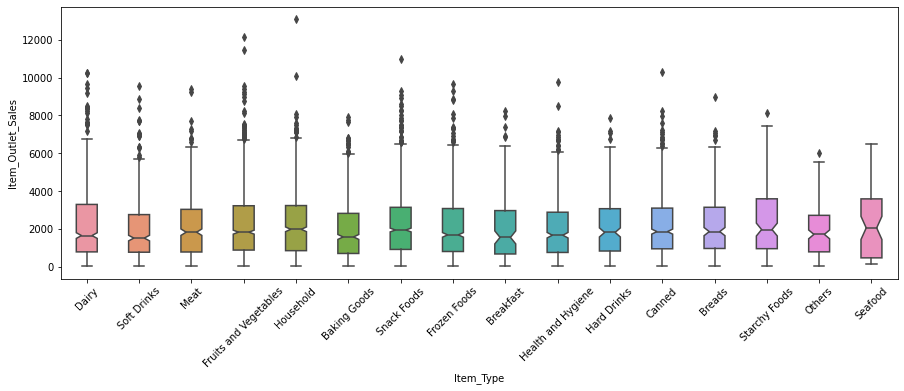 12000
10000
8000
6000
4000
2000
0
Item_Outlet_Sales
Dairy
Soft Drinks
Meat
Fruits and Vegetables
Household
Baking Goods
Snack Foods
Frozen Foods
Breakfast
Health and Hygiene
Hard Drinks
Canned
Breads
Starchy Foods
Others
Seafood
Item_Type